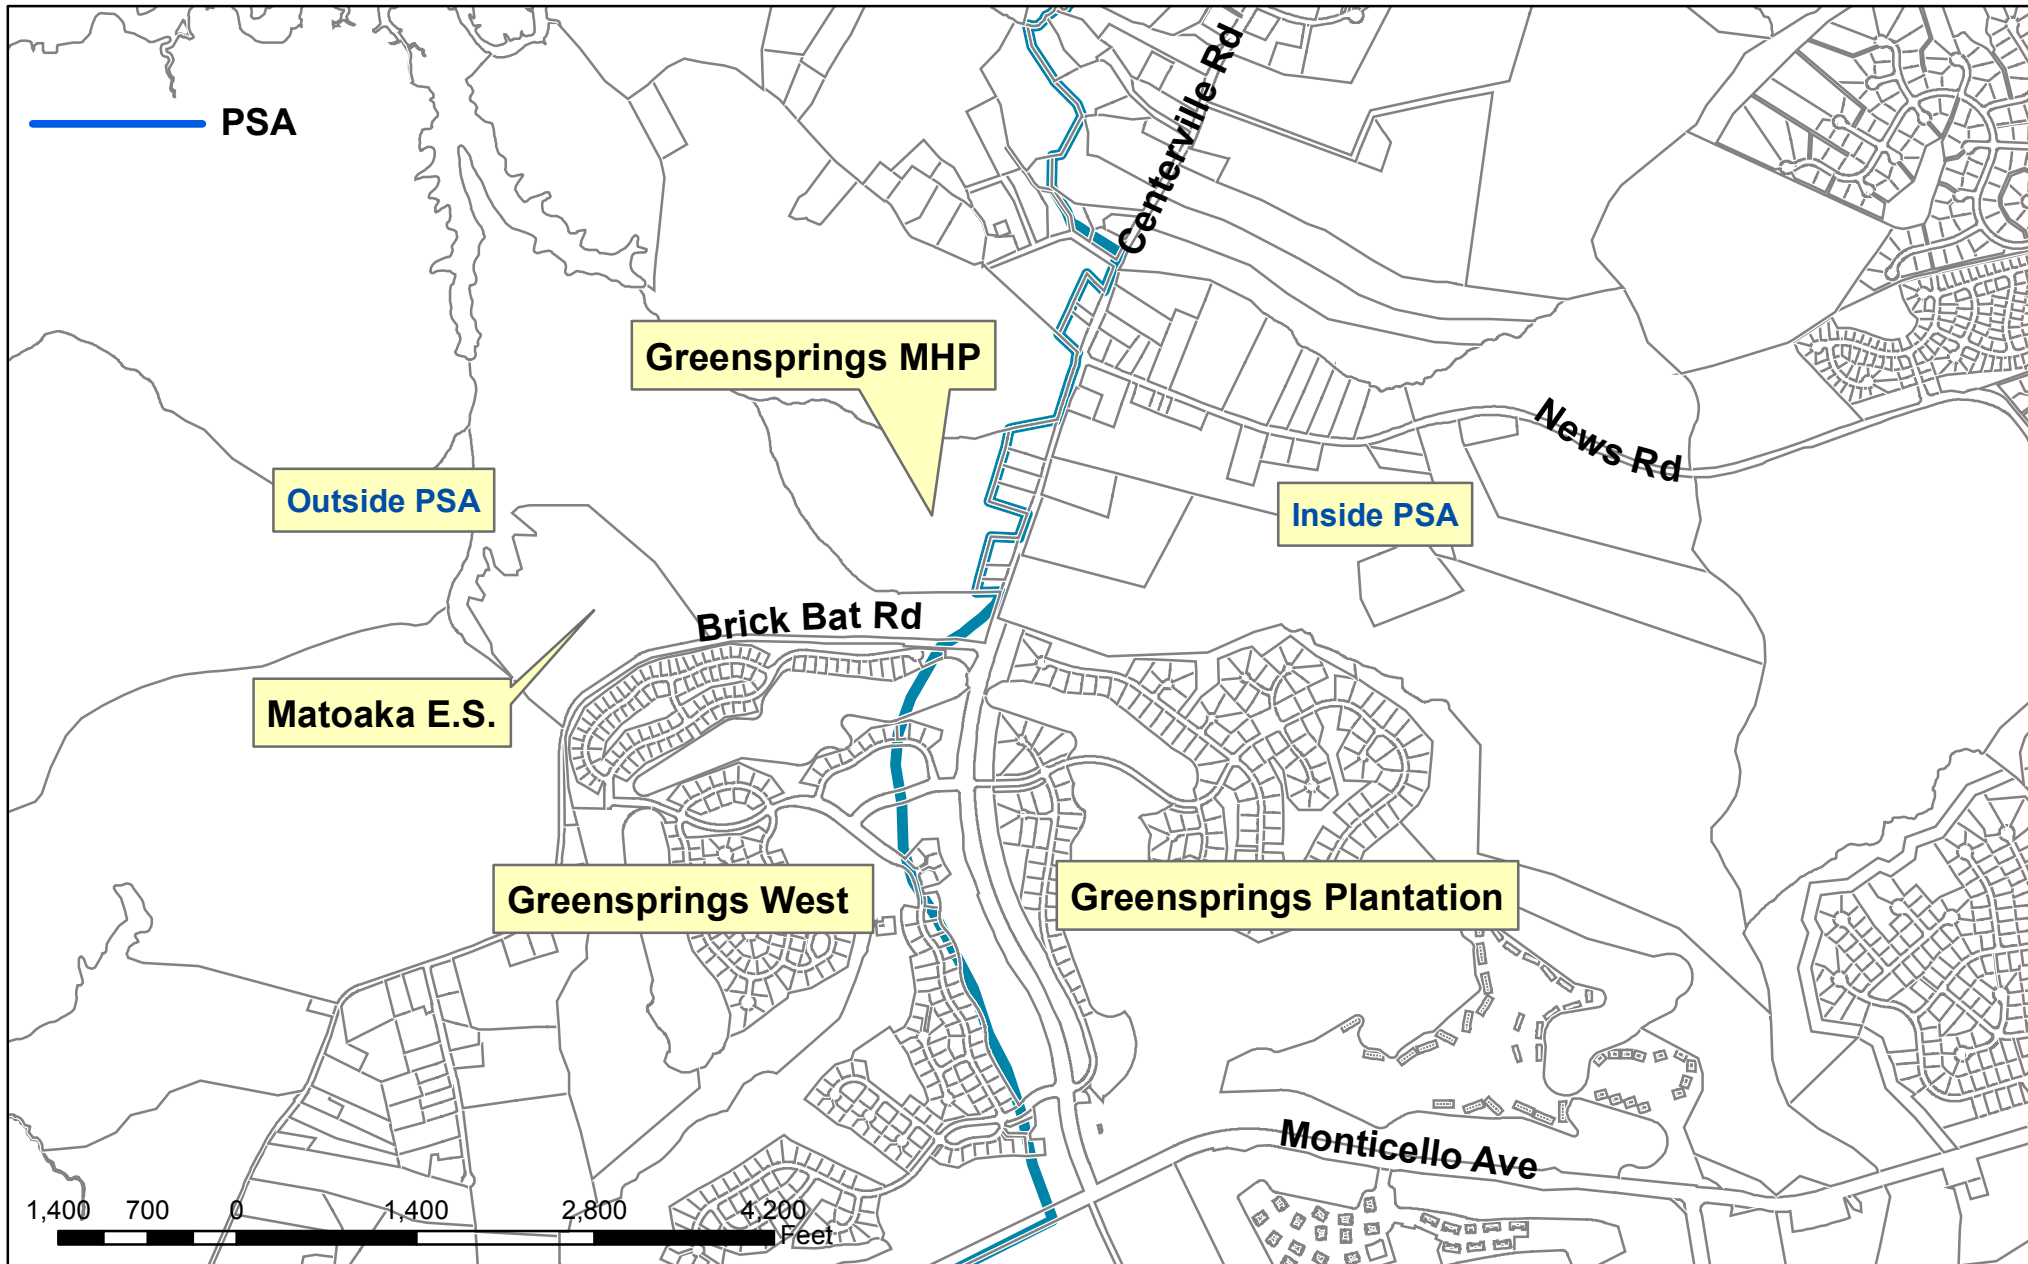 Centerville Rd
PSA
Greensprings MHP
News Rd
Outside PSA
Inside PSA
Brick Bat Rd
Matoaka E.S.
Greensprings West
Greensprings Plantation
Monticello Ave
1,400 700 0 1,400 2,800 4,200
Feet